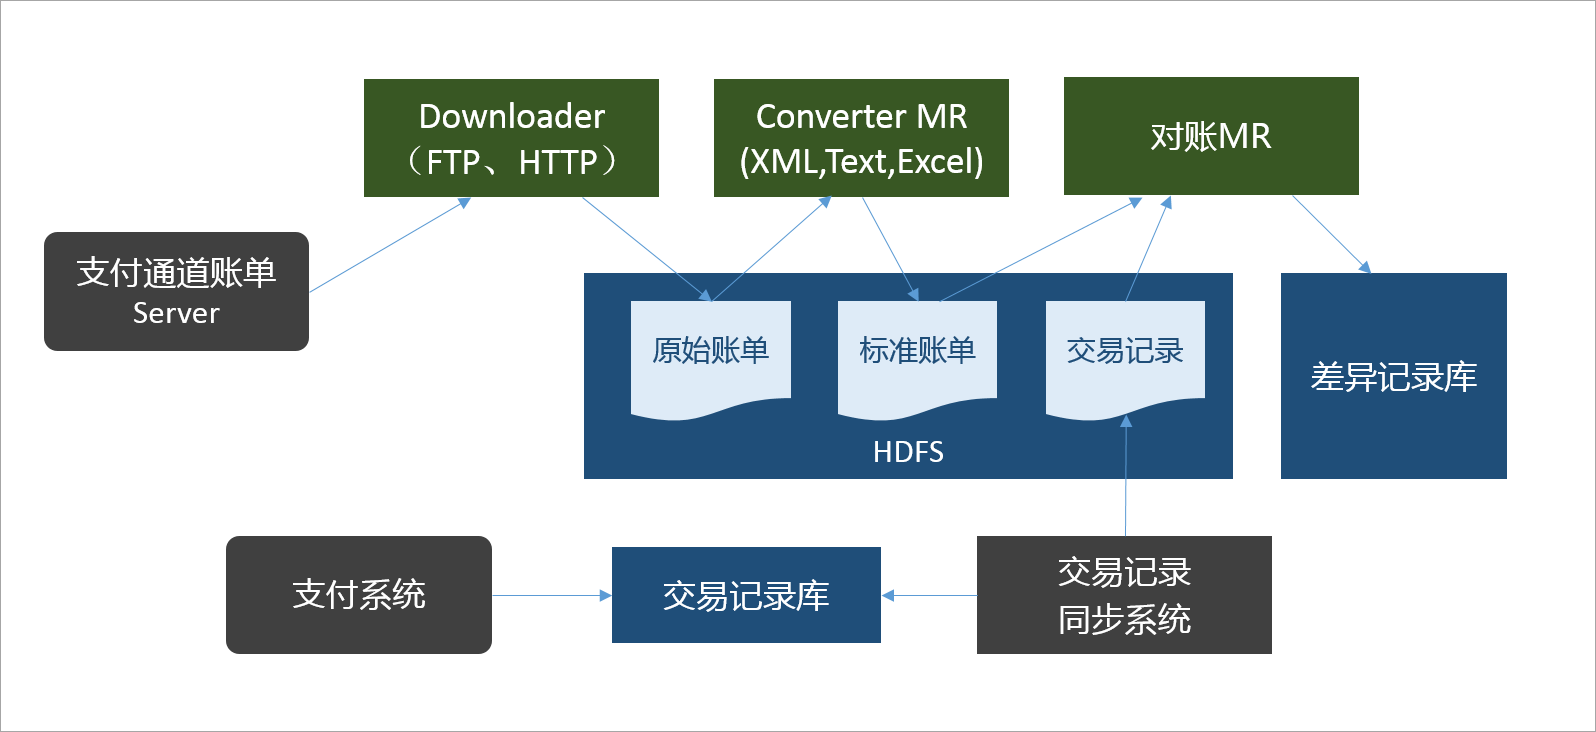 Downloader
（FTP、HTTP）
Converter MR
(XML,Text,Excel)
对账MR
支付通道账单
Server
原始账单
标准账单
交易记录
HDFS
差异记录库
支付系统
交易记录库
交易记录
同步系统